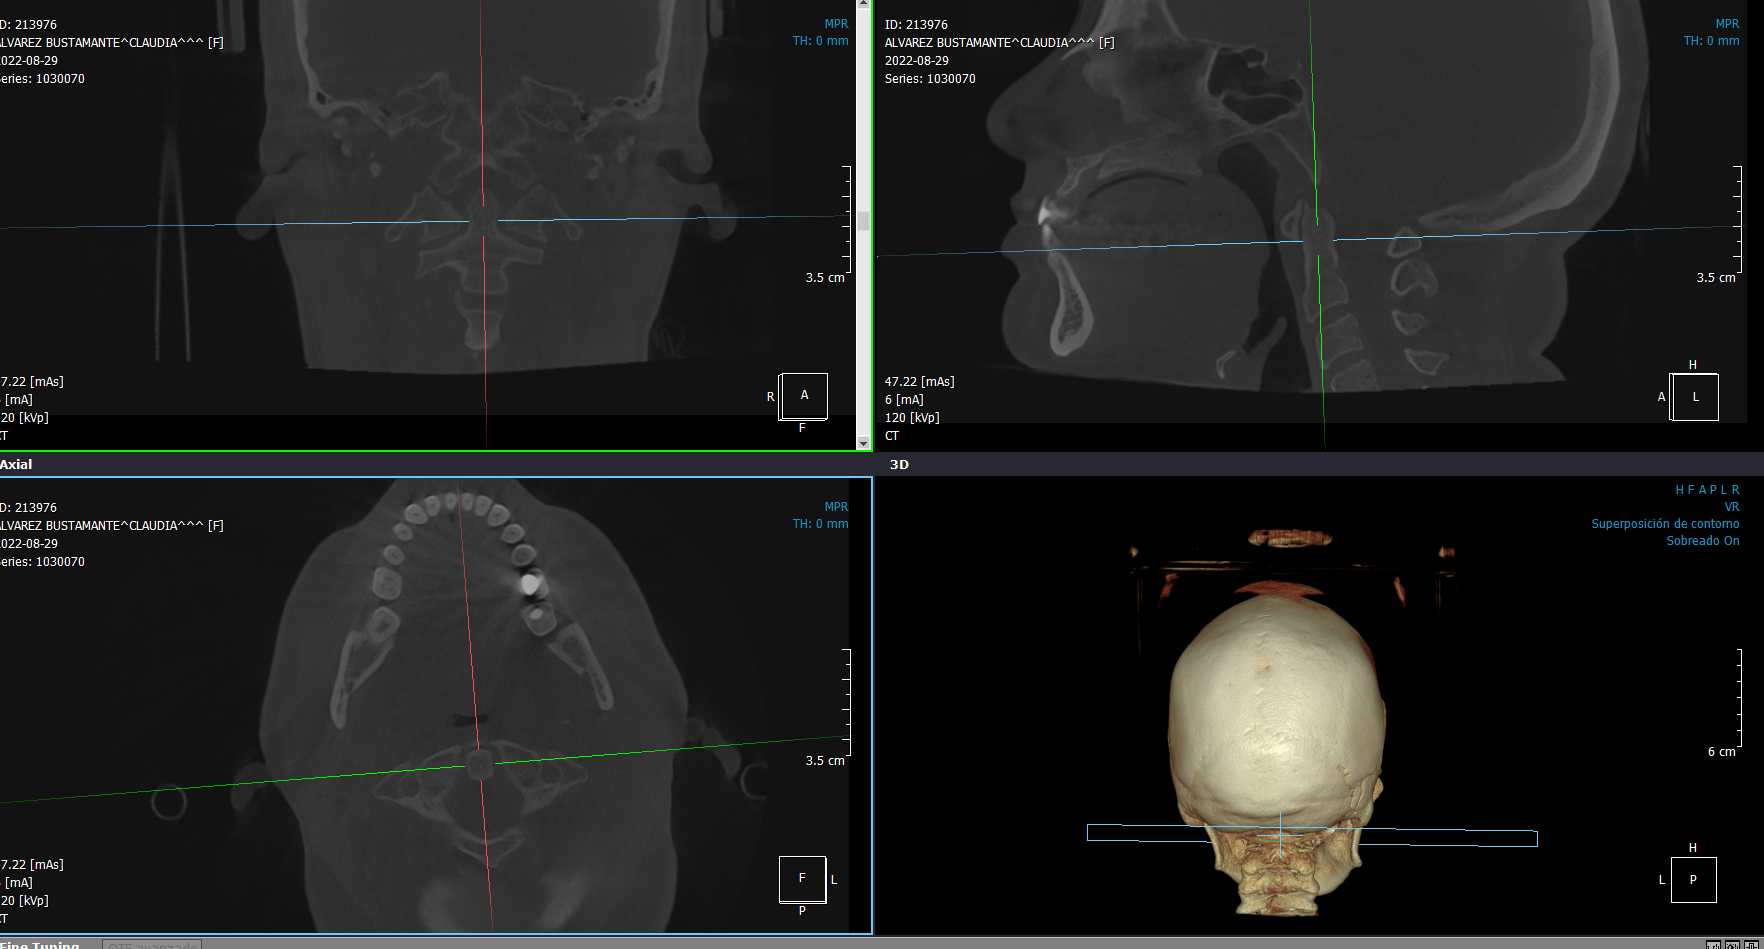 D: 213976
MPR
LVAREZ BUSTAMANTE^CLAUDIA^^^ [F]
TH: 0 mm
022-08-29
eries: 1030070
3.5 cm
7.22 [mAs]
[mA]
20 [kVp]
CT
R
A
F
ID: 213976
MPR
ALVAREZ BUSTAMANTE^CLAUDIA^^^ [F]
TH: 0 mm
2022-08-29
Series: 1030070
3.5 cm
47.22 [mAs]
6 [mA]
120 [kVp]
CT
H
A
L
Axial
D: 213976
MPR
LVAREZ BUSTAMANTE^CLAUDIA^^^ [F]
TH: 0 mm
022-08-29
eries: 1030070
3.5 cm
7.22 [mAs]
[mA]
20 [kVp]
CT
F
L
P
3D
H F A P L R
VR
Superposición de contorno
Sobreado On
6 cm
H
L
P
Fine Tuning